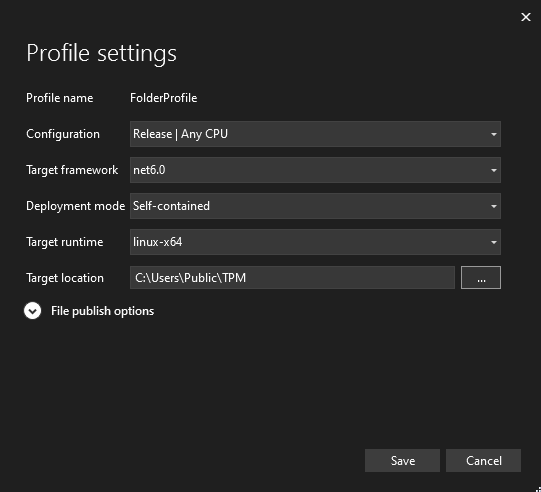 Profile settings
Profile name FolderProfile
Configuration Release | Any CPU
Target framework net6.0
Deployment mode Self-contained
Target runtime linux-x64
Target location C:\Users\Public\TPM ...
File publish options
Save Cancel